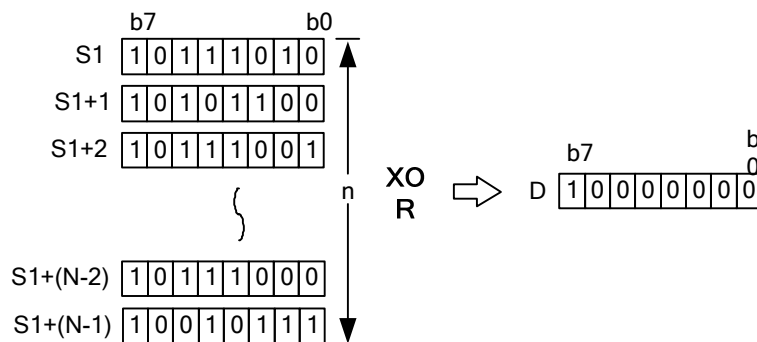 b7 b0
S1 1 0 1 1 1 0 1 0
S1+1 1 0 1 0 1 1 0 0
S1+2 1 0 1 1 1 0 0 1
n
XO
R
b7 b
0
D 1 0 0 0 0 0 0 0
S1+(N-2) 1 0 1 1 1 0 0 0
S1+(N-1) 1 0 0 1 0 1 1 1